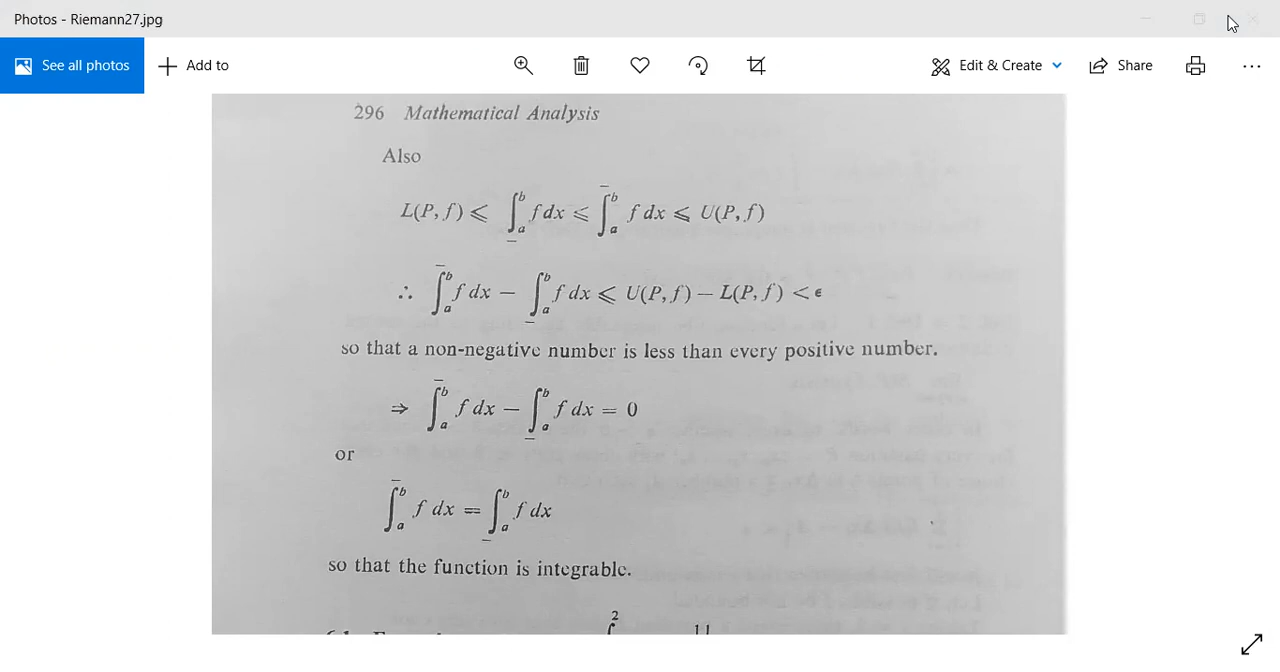 Photos - Riemann27.jpg
See all photos
Add to
Edit & Create
Share
296 Mathematical Analysis
Also
L(P, f) ⩽ ∫̲ₐᵇ f dx ⩽ ∫̅ₐᵇ f dx ⩽ U(P, f)
∴ ∫̅ₐᵇ f dx − ∫̲ₐᵇ f dx ⩽ U(P, f) − L(P, f) < ϵ
so that a non-negative number is less than every positive number.
⇒ ∫̅ₐᵇ f dx − ∫̲ₐᵇ f dx = 0
or
∫̅ₐᵇ f dx = ∫̲ₐᵇ f dx
so that the function is integrable.